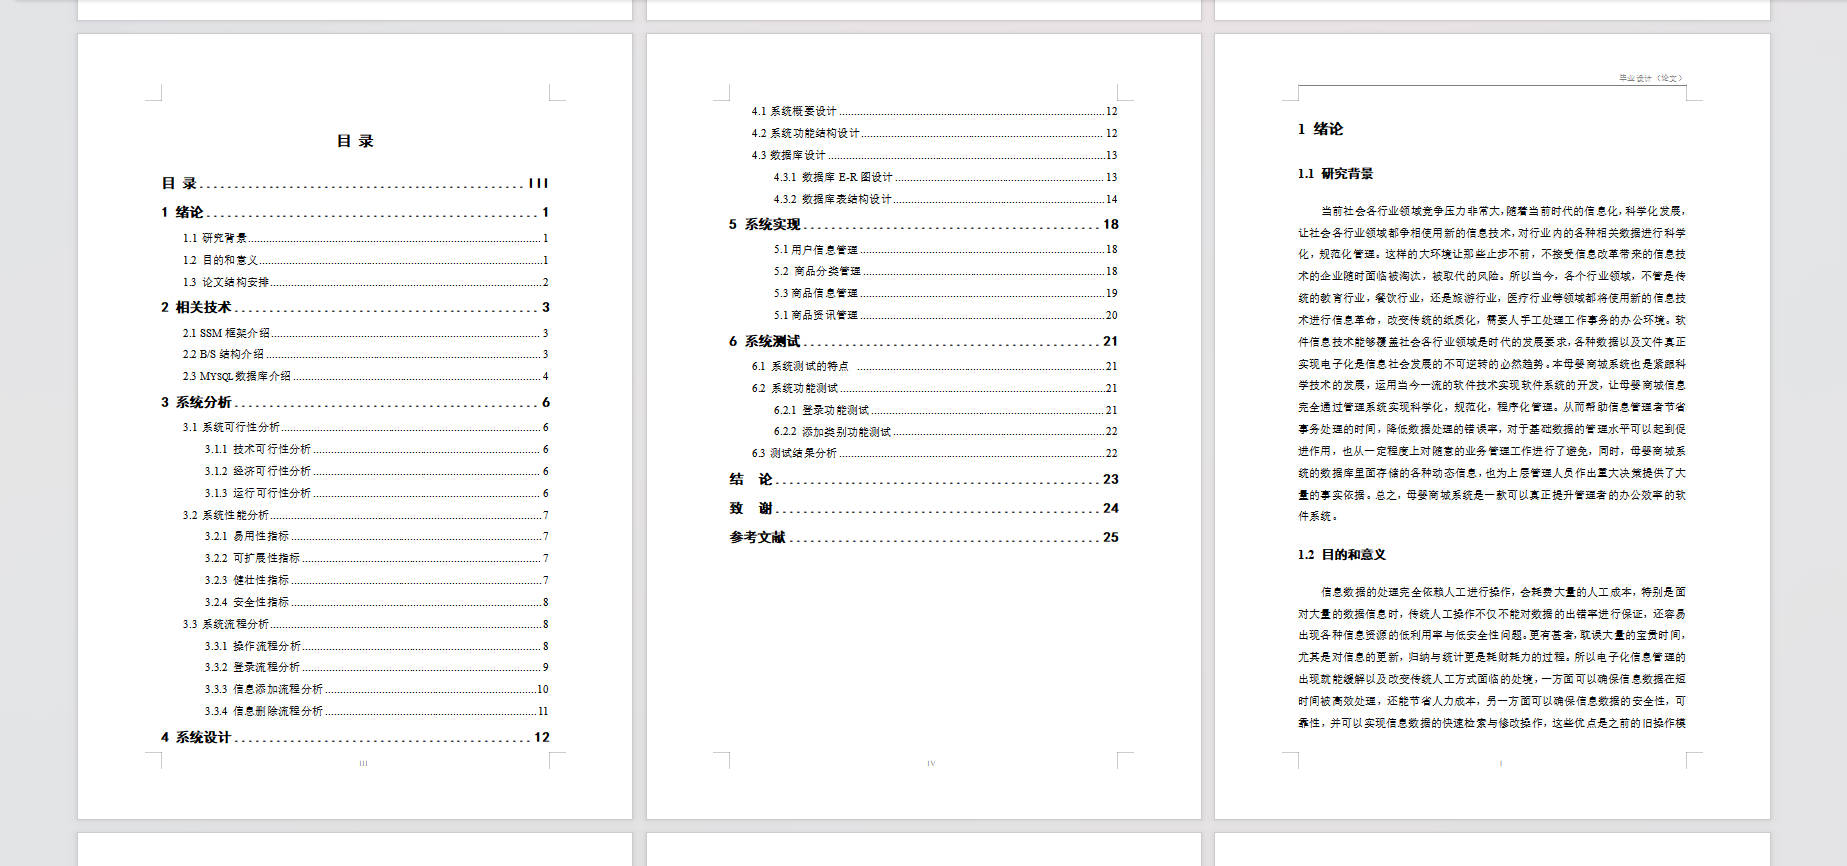 目 录
目 录 III
1 绪论 1
1.1 研究背景 1
1.2 目的和意义 1
1.3 论文结构安排 2
2 相关技术 3
2.1 SSM 框架介绍 3
2.2 B/S 结构介绍 3
2.3 MYSQL 数据库介绍 4
3 系统分析 6
3.1 系统可行性分析 6
3.1.1 技术可行性分析 6
3.1.2 经济可行性分析 6
3.1.3 运行可行性分析 6
3.2 系统性能分析 7
3.2.1 易用性指标 7
3.2.2 可扩展性指标 7
3.2.3 健壮性指标 7
3.2.4 安全性指标 8
3.3 系统流程分析 8
3.3.1 操作流程分析 8
3.3.2 登录流程分析 9
3.3.3 信息添加流程分析 10
3.3.4 信息删除流程分析 11
4 系统设计 12
III
4.1 系统概要设计 12
4.2 系统功能结构设计 12
4.3 数据库设计 13
4.3.1 数据库 E-R 图设计 13
4.3.2 数据库表结构设计 14
5 系统实现 18
5.1 用户信息管理 18
5.2 商品分类管理 18
5.3 商品信息管理 19
5.1 商品资讯管理 20
6 系统测试 21
6.1 系统测试的特点 21
6.2 系统功能测试 21
6.2.1 登录功能测试 21
6.2.2 添加类别功能测试 22
6.3 测试结果分析 22
结 论 23
致 谢 24
参考文献 25
IV
毕业设计（论文）
1 绪论
1.1 研究背景
当前社会各行业领域竞争压力非常大，随着当前时代的信息化，科学化发展，
让社会各行业领域都争相使用新的信息技术，对行业内的各种相关数据进行科学
化，规范化管理。这样的大环境让那些止步不前，不接受信息改革带来的信息技
术的企业随时面临被淘汰，被取代的风险。所以当今，各个行业领域，不管是传
统的教育行业，餐饮行业，还是旅游行业，医疗行业等领域都将使用新的信息技
术进行信息革命，改变传统的纸质化，需要人手工处理工作事务的办公环境。软
件信息技术能够覆盖社会各行业领域是时代的发展要求，各种数据以及文件真正
实现电子化是信息社会发展的不可逆转的必然趋势。本母婴商城系统也是紧跟科
学技术的发展，运用当今一流的软件技术实现软件系统的开发，让母婴商城信息
完全通过管理系统实现科学化，规范化，程序化管理。从而帮助信息管理者节省
事务处理的时间，降低数据处理的错误率，对于基础数据的管理水平可以起到促
进作用，也从一定程度上对随意的业务管理工作进行了避免，同时，母婴商城系
统的数据库里面存储的各种动态信息，也为上层管理人员作出重大决策提供了大
量的事实依据。总之，母婴商城系统是一款可以真正提升管理者的办公效率的软
件系统。
1.2 目的和意义
信息数据的处理完全依赖人工进行操作，会耗费大量的人工成本，特别是面
对大量的数据信息时，传统人工操作不仅不能对数据的出错率进行保证，还容易
出现各种信息资源的低利用率与低安全性问题。更有甚者，耽误大量的宝贵时间，
尤其是对信息的更新，归纳与统计更是耗财耗力的过程。所以电子化信息管理的
出现就能缓解以及改变传统人工方式面临的处境，一方面可以确保信息数据在短
时间被高效处理，还能节省人力成本，另一方面可以确保信息数据的安全性，可
靠性，并可以实现信息数据的快速检索与修改操作，这些优点是之前的旧操作模